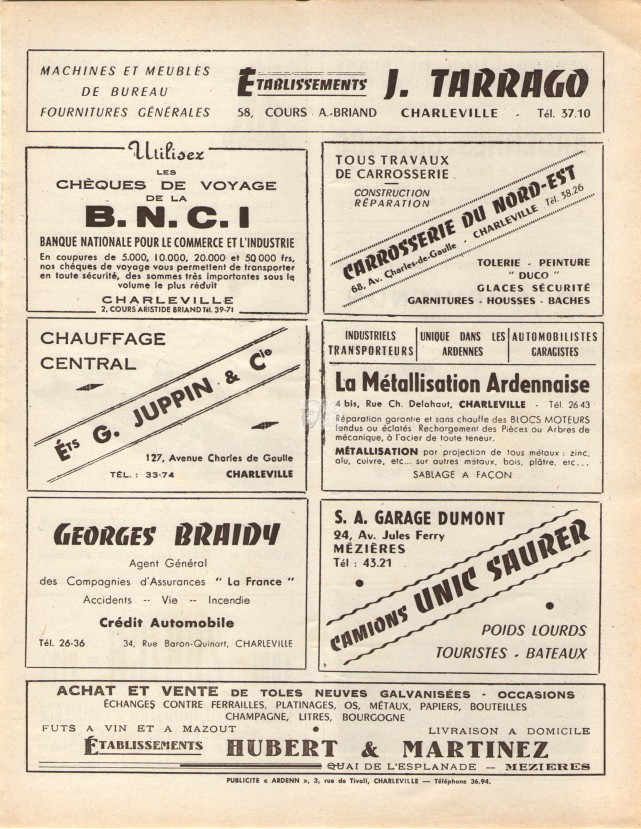 MACHINES ET MEUBLES
DE BUREAU
FOURNITURES GÉNÉRALES
ÉTABLISSEMENTS J. TARRAGO
58, COURS A.-BRIAND CHARLEVILLE - Tél. 37.10
Utilisez
LES
CHÈQUES DE VOYAGE
DE LA
B.N.C.I
BANQUE NATIONALE POUR LE COMMERCE ET L'INDUSTRIE
En coupures de 5.000, 10.000, 20.000 et 50 000 frs,
nos chèques de voyage vous permettent de transporter
en toute sécurité, des sommes très importantes sous le
volume le plus réduit
CHARLEVILLE
2, COURS ARISTIDE BRIAND Tél. 39-71
TOUS TRAVAUX
DE CARROSSERIE
CONSTRUCTION
RÉPARATION
CARROSSERIE DU NORD-EST
68, Av. Charles-de-Gaulle - CHARLEVILLE Tél. 38.26
TOLERIE - PEINTURE
" DUCO "
GLACES SÉCURITÉ
GARNITURES - HOUSSES - BACHES
CHAUFFAGE
CENTRAL
Éts G. JUPPIN & Cie
127, Avenue Charles de Gaulle
TÉL. : 33-74 CHARLEVILLE
INDUSTRIELS
TRANSPORTEURS
UNIQUE DANS LES
ARDENNES
AUTOMOBILISTES
GARAGISTES
La Métallisation Ardennaise
4 bis, Rue Ch. Delahaut, CHARLEVILLE - Tél. 26 43
Réparation garantie et sans chauffe des BLOCS MOTEURS
fendus ou éclatés Rechargement des Pièces ou Arbres de
mécanique, à l'acier de toute teneur.
MÉTALLISATION par projection de tous métaux : zinc,
alu, cuivre, etc... sur autres métaux, bois, plâtre, etc...
SABLAGE A FAÇON
GEORGES BRAIDY
Agent Général
des Compagnies d'Assurances " La France "
Accidents -- Vie -- Incendie
Crédit Automobile
Tél. 26-36 34, Rue Baron-Quinart, CHARLEVILLE
S. A. GARAGE DUMONT
24, Av. Jules Ferry
MÉZIÈRES
Tél : 43.21
CAMIONS UNIC SAURER
POIDS LOURDS
TOURISTES - BATEAUX
ACHAT ET VENTE DE TOLES NEUVES GALVANISÉES - OCCASIONS
ÉCHANGES CONTRE FERRAILLES, PLATINAGES, OS, MÉTAUX, PAPIERS, BOUTEILLES
CHAMPAGNE, LITRES, BOURGOGNE
FUTS A VIN ET A MAZOUT • LIVRAISON A DOMICILE
ÉTABLISSEMENTS HUBERT & MARTINEZ
QUAI DE L'ESPLANADE — MEZIERES
PUBLICITE « ARDENN », 3, rue de Tivoli, CHARLEVILLE — Téléphone 36.94.